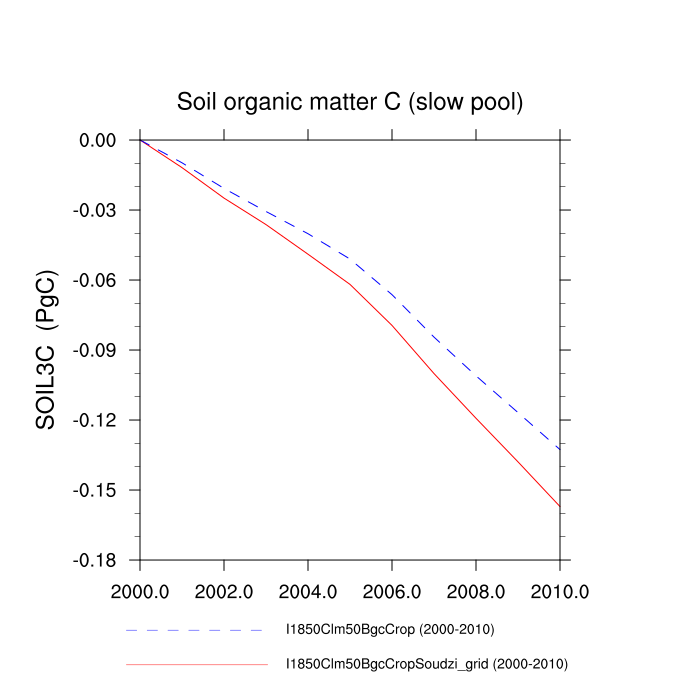 Soil organic matter C (slow pool)
0.00
-0.03
-0.06
-0.09
-0.12
-0.15
-0.18
SOIL3C (PgC)
2000.0 2002.0 2004.0 2006.0 2008.0 2010.0
I1850Clm50BgcCrop (2000-2010)
I1850Clm50BgcCropSoudzi_grid (2000-2010)